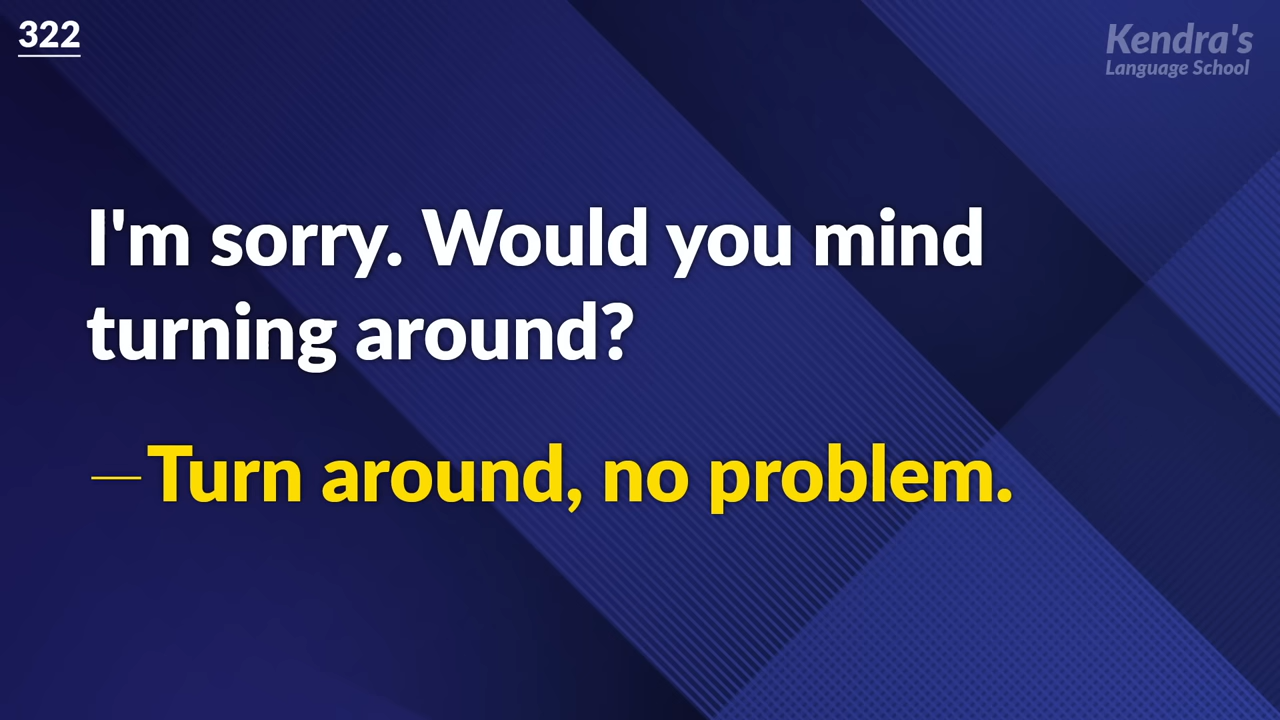 322
Kendra's
Language School
I'm sorry. Would you mind
turning around?
—Turn around, no problem.